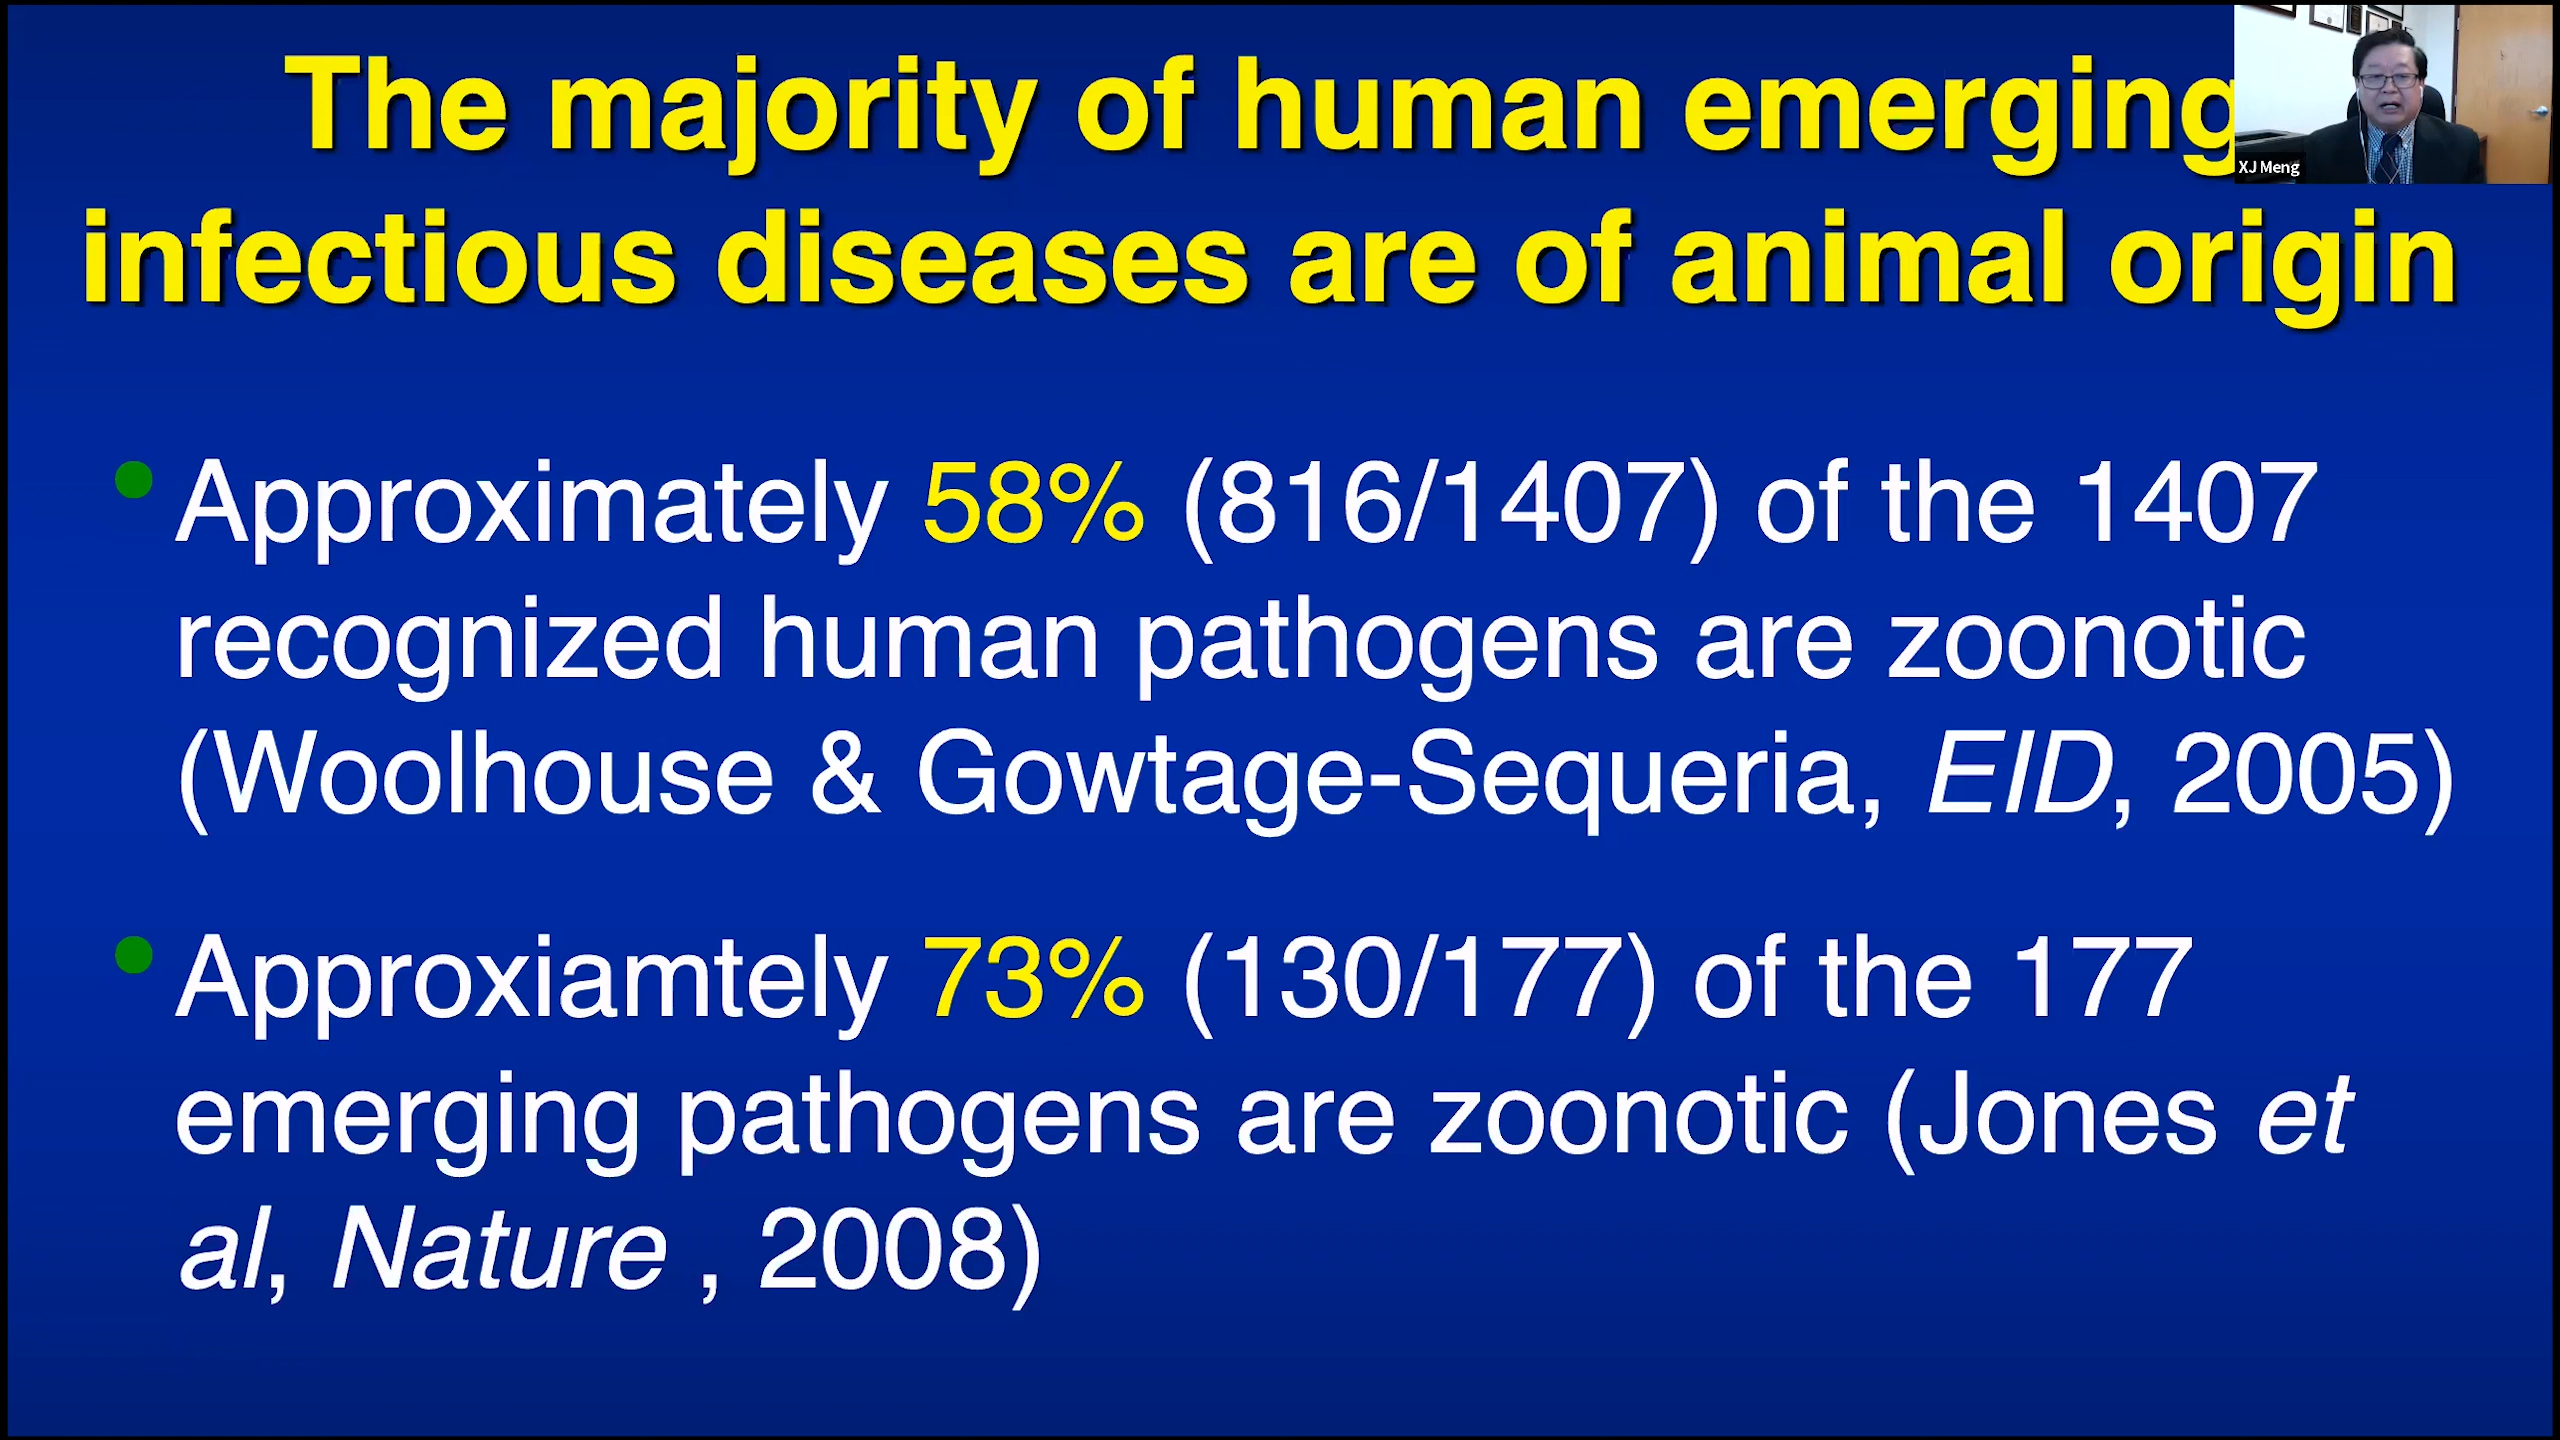 The majority of human emerging
infectious diseases are of animal origin
XJ Meng
• Approximately 58% (816/1407) of the 1407
recognized human pathogens are zoonotic
(Woolhouse & Gowtage-Sequeria, EID, 2005)
• Approxiamtely 73% (130/177) of the 177
emerging pathogens are zoonotic (Jones et
al, Nature , 2008)